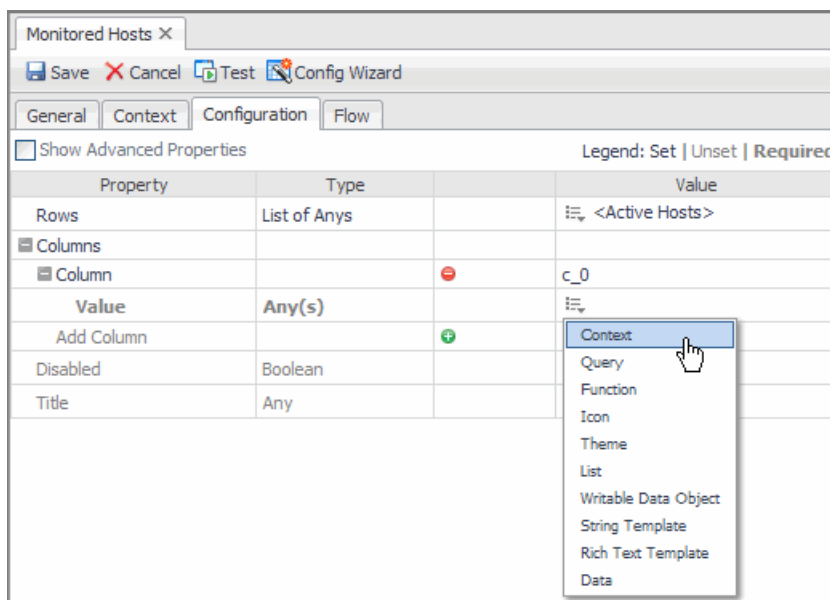 Monitored Hosts
Save Cancel Test Config Wizard
General Context Configuration Flow
Show Advanced Properties Legend: Set | Unset | Required
Property Type Value
Rows List of Anys <Active Hosts>
Columns
Column c_0
Value Any(s)
Add Column
Disabled Boolean
Title Any
Context
Query
Function
Icon
Theme
List
Writable Data Object
String Template
Rich Text Template
Data